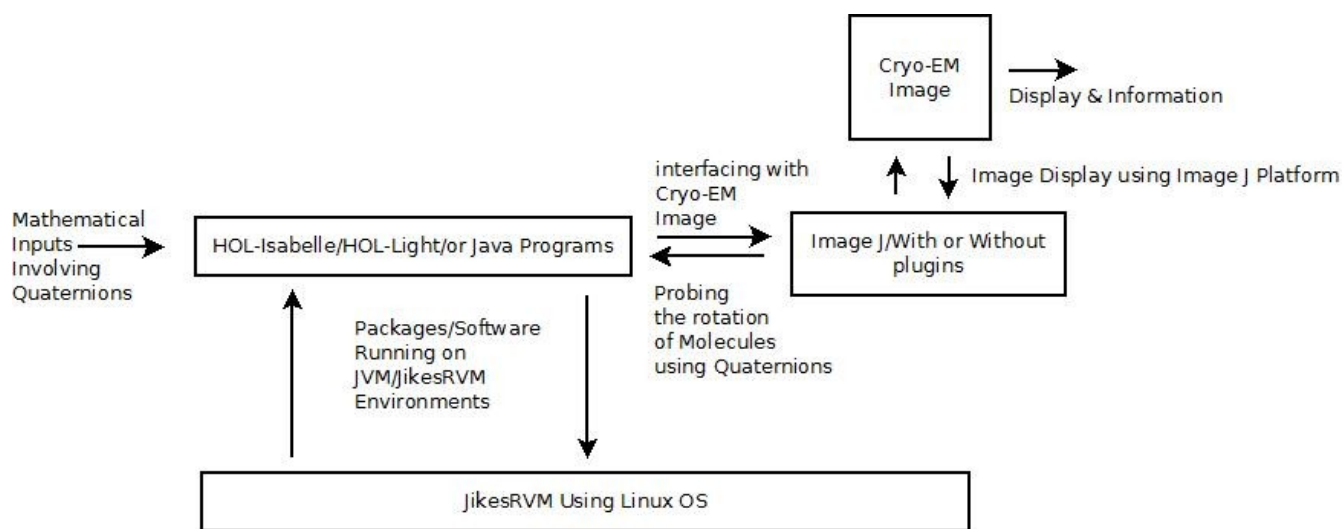 Cryo-EM
Image
Display & Information
Image Display using Image J Platform
interfacing with
Cryo-EM
Image
Mathematical
Inputs
Involving
Quaternions
HOL-Isabelle/HOL-Light/or Java Programs
Image J/With or Without
plugins
Probing
the rotation
of Molecules
using Quaternions
Packages/Software
Running on
JVM/JikesRVM
Environments
JikesRVM Using Linux OS